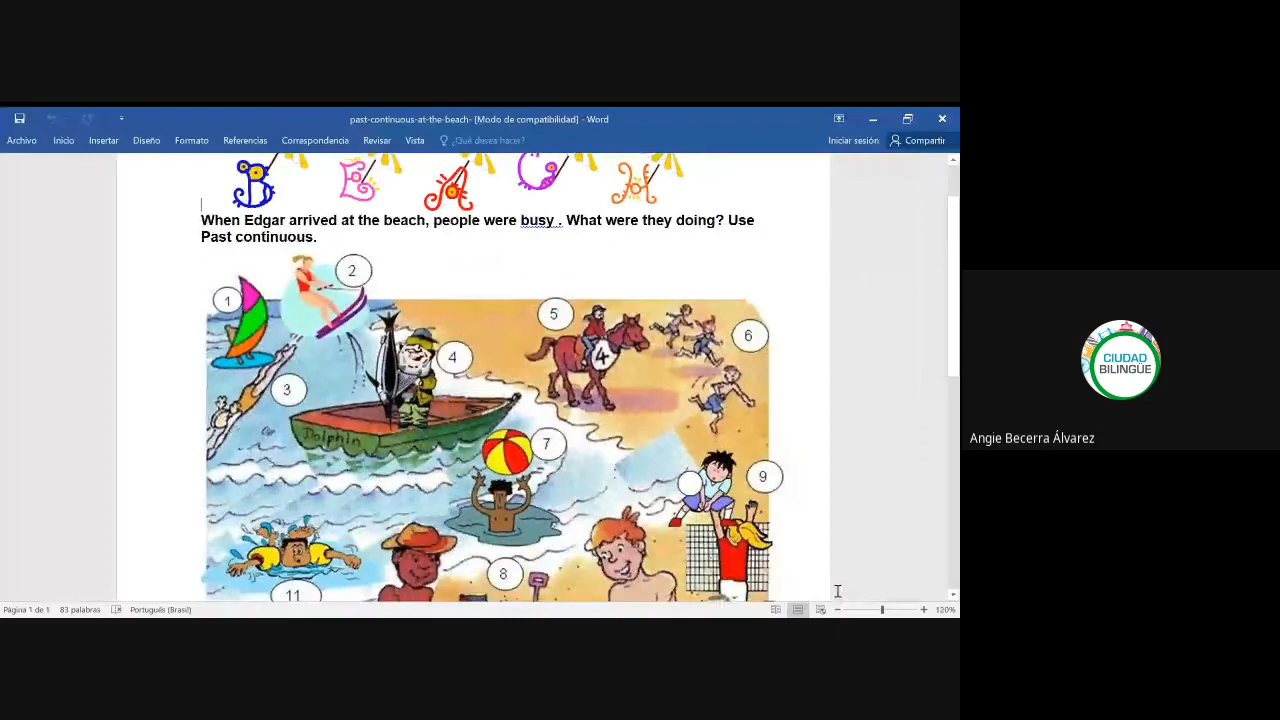 past-continuous-at-the-beach- [Modo de compatibilidad] - Word
Archivo Inicio Insertar Diseño Formato Referencias Correspondencia Revisar Vista ¿Qué desea hacer? Iniciar sesión Compartir
B E A C H
When Edgar arrived at the beach, people were busy . What were they doing? Use
Past continuous.
1
2
3
4
5
4
6
Dolphin
7
9
8
11
CIUDAD
BILINGÜE
Angie Becerra Álvarez
Página 1 de 1 83 palabras Português (Brasil) 120%